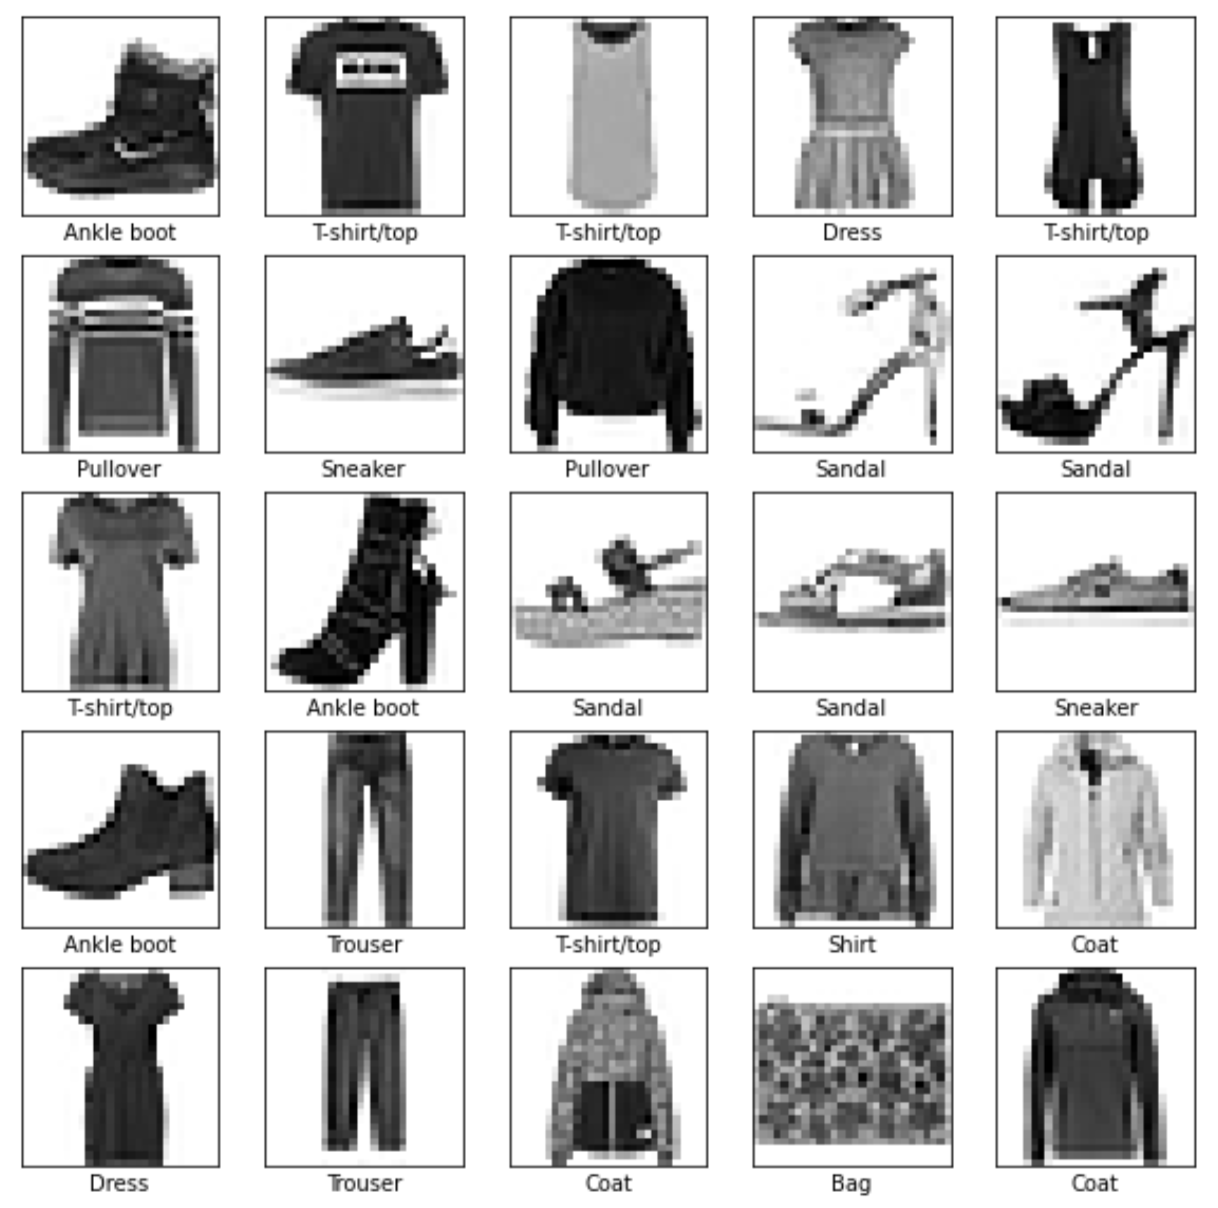 Ankle boot T-shirt/top T-shirt/top Dress T-shirt/top
Pullover Sneaker Pullover Sandal Sandal
T-shirt/top Ankle boot Sandal Sandal Sneaker
Ankle boot Trouser T-shirt/top Shirt Coat
Dress Trouser Coat Bag Coat